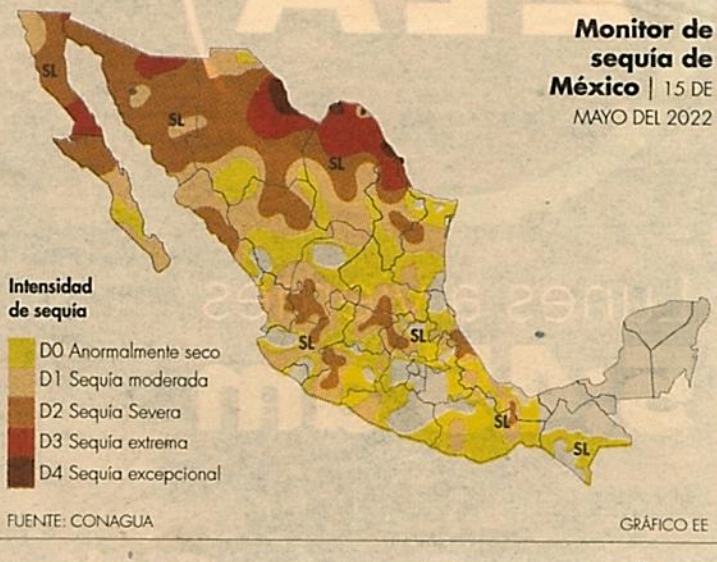 Monitor de
sequía de
México | 15 DE
MAYO DEL 2022
SL
SL
SL
SL
SL
SL
SL
Intensidad
de sequía
D0 Anormalmente seco
D1 Sequía moderada
D2 Sequía Severa
D3 Sequía extrema
D4 Sequía excepcional
FUENTE: CONAGUA
GRÁFICO EE